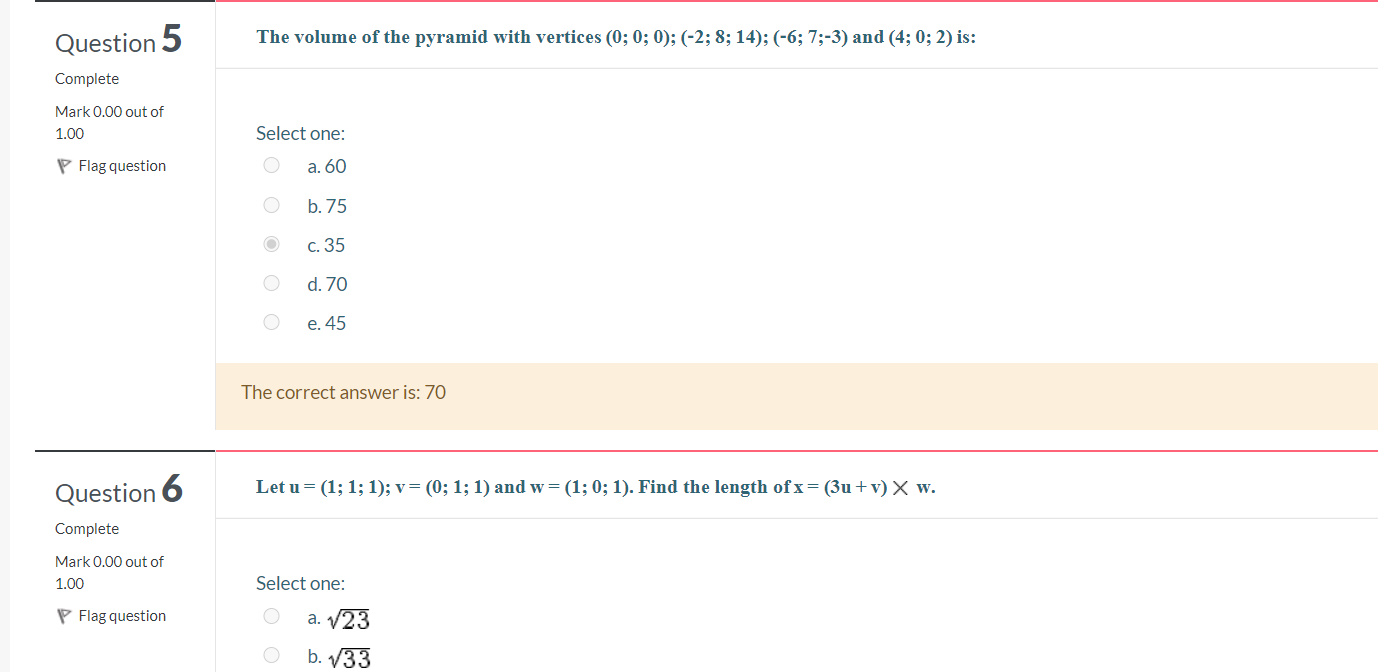 Question 5
Complete
Mark 0.00 out of
1.00
Flag question
The volume of the pyramid with vertices (0; 0; 0); (-2; 8; 14); (-6; 7;-3) and (4; 0; 2) is:
Select one:
a. 60
b. 75
c. 35
d. 70
e. 45
The correct answer is: 70
Question 6
Complete
Mark 0.00 out of
1.00
Flag question
Let u = (1; 1; 1); v = (0; 1; 1) and w = (1; 0; 1). Find the length of x = (3u + v) × w.
Select one:
a. √23
b. √33